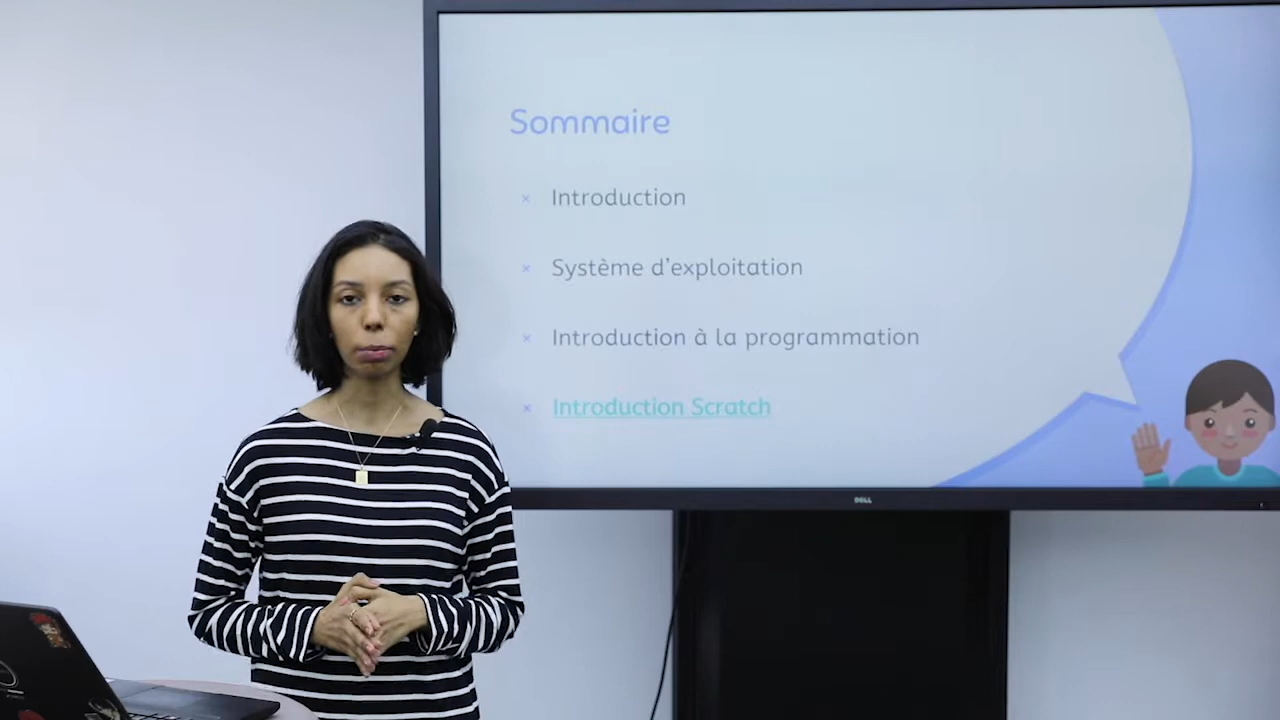 Sommaire
× Introduction
× Système d'exploitation
× Introduction à la programmation
× Introduction Scratch
DELL